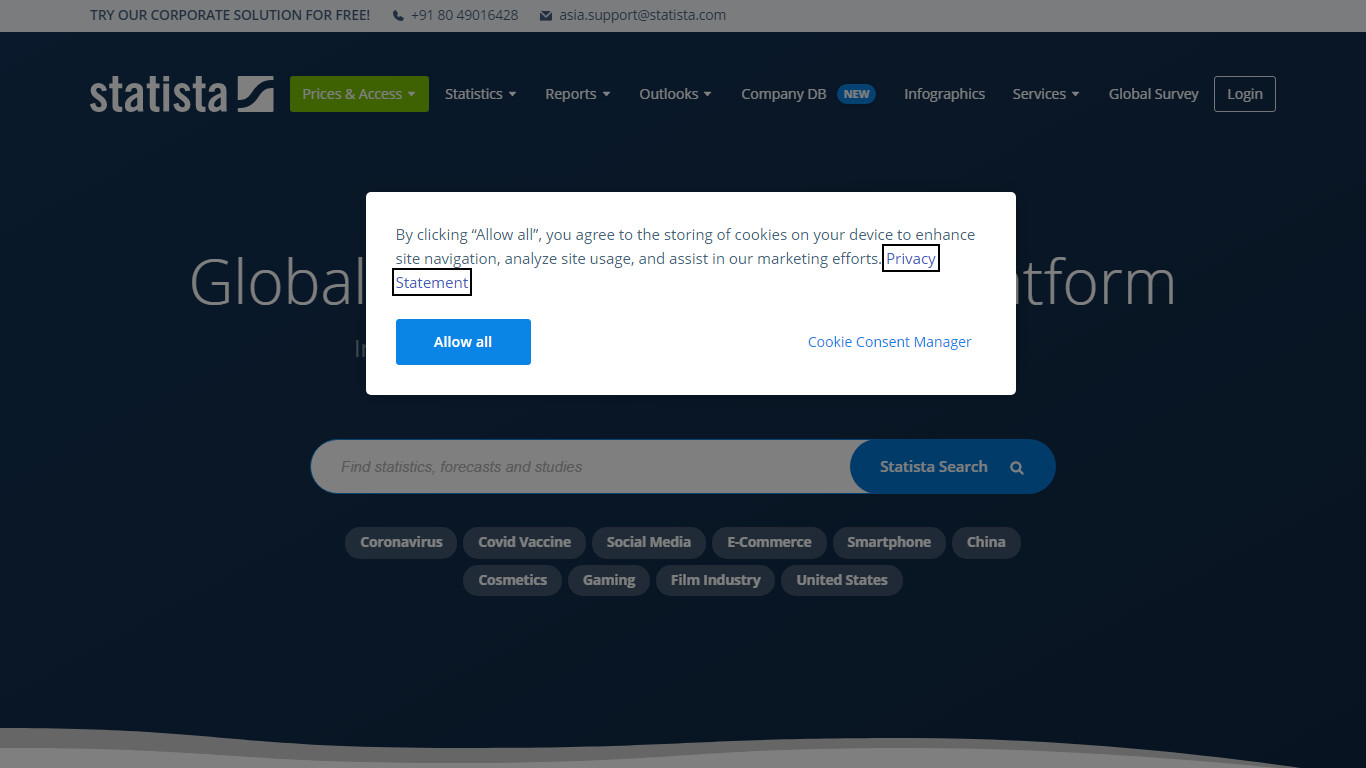 TRY OUR CORPORATE SOLUTION FOR FREE! +91 80 49016428 asia.support@statista.com
statista Prices & Access Statistics Reports Outlooks Company DB NEW Infographics Services Global Survey Login
By clicking “Allow all”, you agree to the storing of cookies on your device to enhance
site navigation, analyze site usage, and assist in our marketing efforts. Privacy
Statement
Global
Allow all Cookie Consent Manager
Find statistics, forecasts and studies Statista Search
Coronavirus Covid Vaccine Social Media E-Commerce Smartphone China
Cosmetics Gaming Film Industry United States